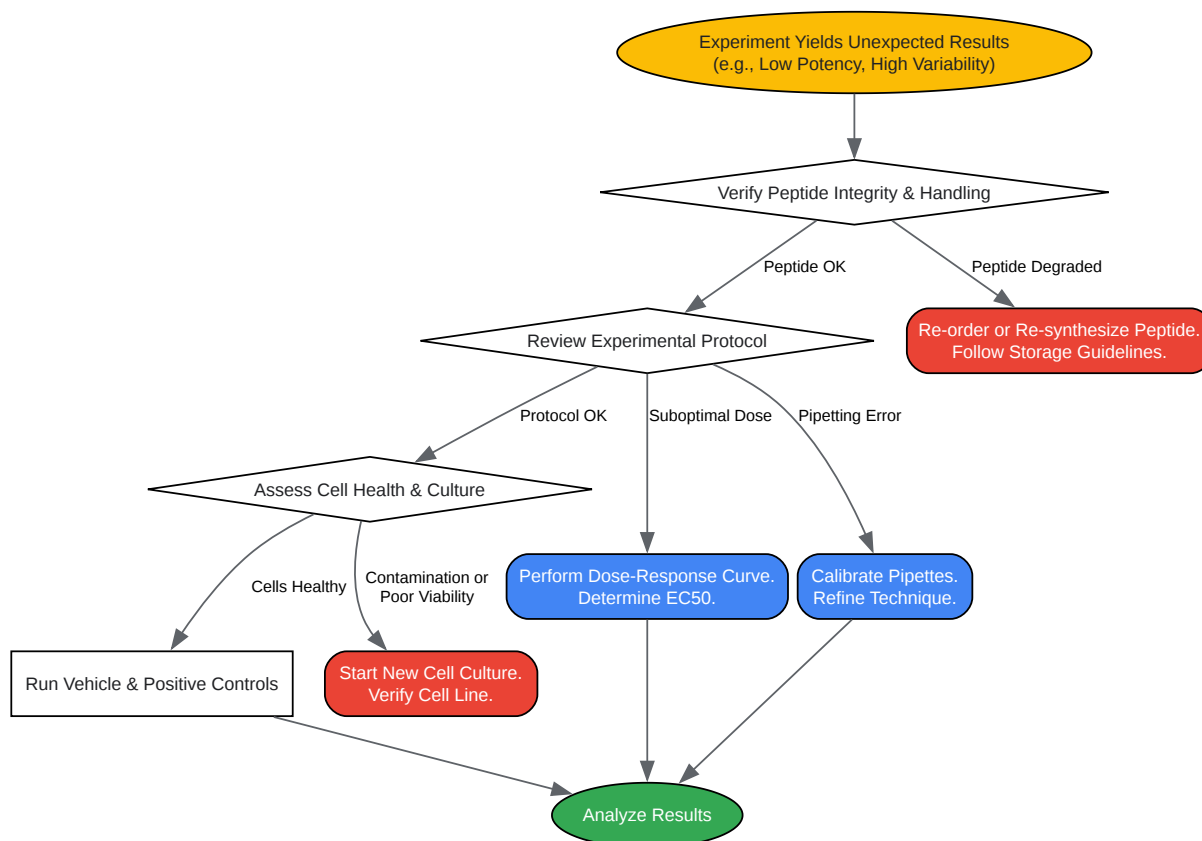 Experiment Yields Unexpected Results
(e.g., Low Potency, High Variability)
Verify Peptide Integrity & Handling
Peptide OK
Peptide Degraded
Review Experimental Protocol
Re-order or Re-synthesize Peptide.
Follow Storage Guidelines.
Protocol OK
Suboptimal Dose
Pipetting Error
Assess Cell Health & Culture
Cells Healthy
Contamination or
Poor Viability
Perform Dose-Response Curve.
Determine EC50.
Calibrate Pipettes.
Refine Technique.
Run Vehicle & Positive Controls
Start New Cell Culture.
Verify Cell Line.
Analyze Results